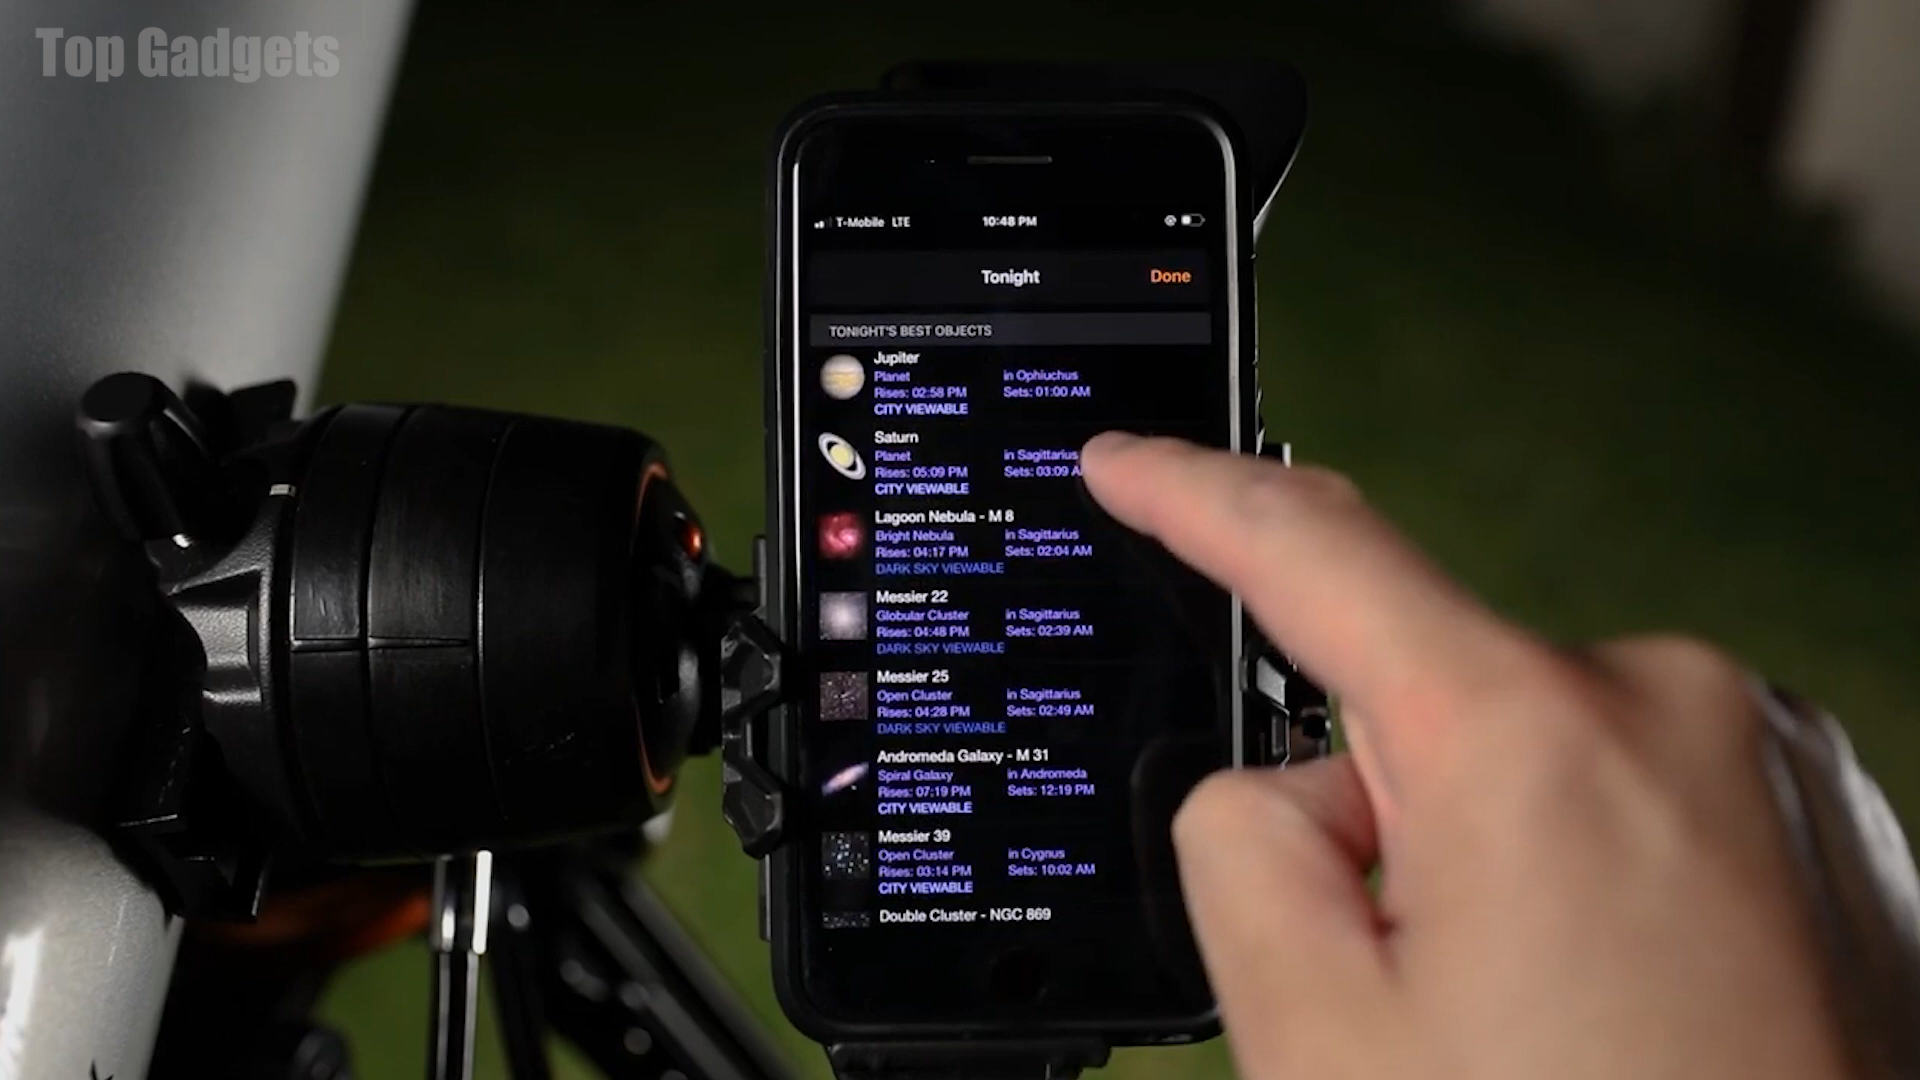 Top Gadgets
T-Mobile LTE 10:48 PM
Tonight Done
TONIGHT'S BEST OBJECTS
Jupiter
Planet in Ophiuchus
Rises: 02:58 PM Sets: 01:00 AM
CITY VIEWABLE
Saturn
Planet in Sagittarius
Rises: 05:09 PM Sets: 03:09
CITY VIEWABLE
Lagoon Nebula - M 8
Bright Nebula in Sagittarius
Rises: 04:17 PM Sets: 02:04 AM
DARK SKY VIEWABLE
Messier 22
Globular Cluster in Sagittarius
Rises: 04:48 PM Sets: 02:39 AM
DARK SKY VIEWABLE
Messier 25
Open Cluster in Sagittarius
Rises: 04:28 PM Sets: 02:49 AM
DARK SKY VIEWABLE
Andromeda Galaxy - M 31
Spiral Galaxy in Andromeda
Rises: 07:19 PM Sets: 12:19 PM
CITY VIEWABLE
Messier 39
Open Cluster in Cygnus
Rises: 03:14 PM Sets: 10:02 AM
CITY VIEWABLE
Double Cluster - NGC 869